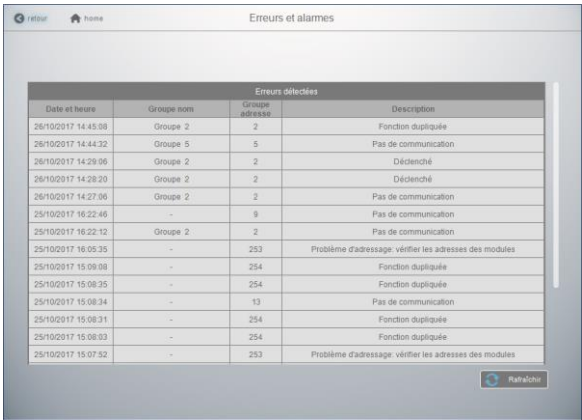 retour home Erreurs et alarmes
Erreurs détectées
Date et heure Groupe nom Groupe adresse Description
26/10/2017 14:45:08 Groupe 2 2 Fonction dupliquée
26/10/2017 14:44:32 Groupe 5 5 Pas de communication
26/10/2017 14:29:06 Groupe 2 2 Déclenché
26/10/2017 14:28:20 Groupe 2 2 Déclenché
26/10/2017 14:27:06 Groupe 2 2 Pas de communication
25/10/2017 16:22:46 - 9 Pas de communication
25/10/2017 16:22:12 Groupe 2 2 Pas de communication
25/10/2017 16:05:35 - 253 Problème d'adressage: vérifier les adresses des modules
25/10/2017 15:09:08 - 254 Fonction dupliquée
25/10/2017 15:08:35 - 254 Fonction dupliquée
25/10/2017 15:08:34 - 13 Pas de communication
25/10/2017 15:08:31 - 254 Fonction dupliquée
25/10/2017 15:08:03 - 254 Fonction dupliquée
25/10/2017 15:07:52 - 253 Problème d'adressage: vérifier les adresses des modules
Rafraîchir